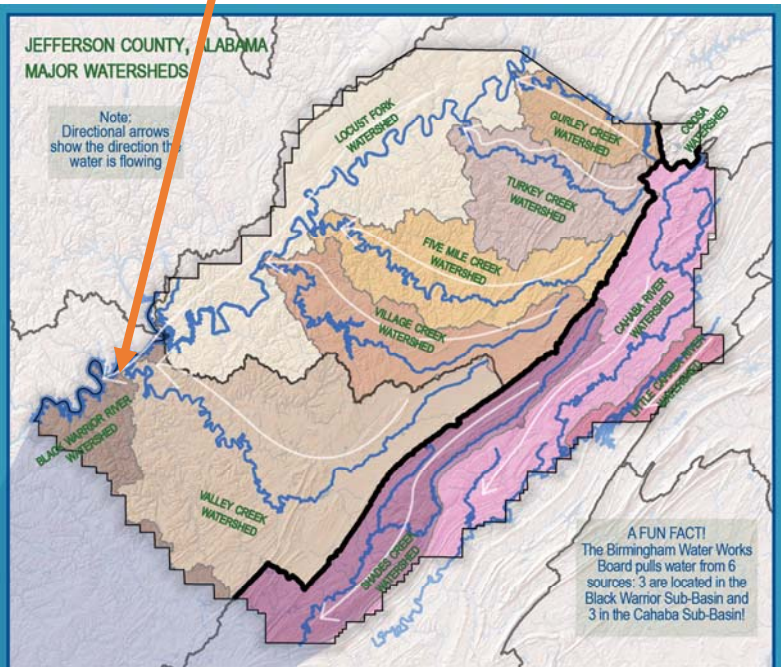 JEFFERSON COUNTY, ALABAMA
MAJOR WATERSHEDS
Note:
Directional arrows
show the direction the
water is flowing
LOCUST FORK
WATERSHED
GURLEY CREEK
WATERSHED
COOSA
WATERSHED
TURKEY CREEK
WATERSHED
FIVE MILE CREEK
WATERSHED
VILLAGE CREEK
WATERSHED
CAHABA RIVER
WATERSHED
LITTLE CAHABA RIVER
WATERSHED
BLACK WARRIOR RIVER
WATERSHED
VALLEY CREEK
WATERSHED
SHADES CREEK
WATERSHED
A FUN FACT!
The Birmingham Water Works
Board pulls water from 6
sources: 3 are located in the
Black Warrior Sub-Basin and
3 in the Cahaba Sub-Basin!